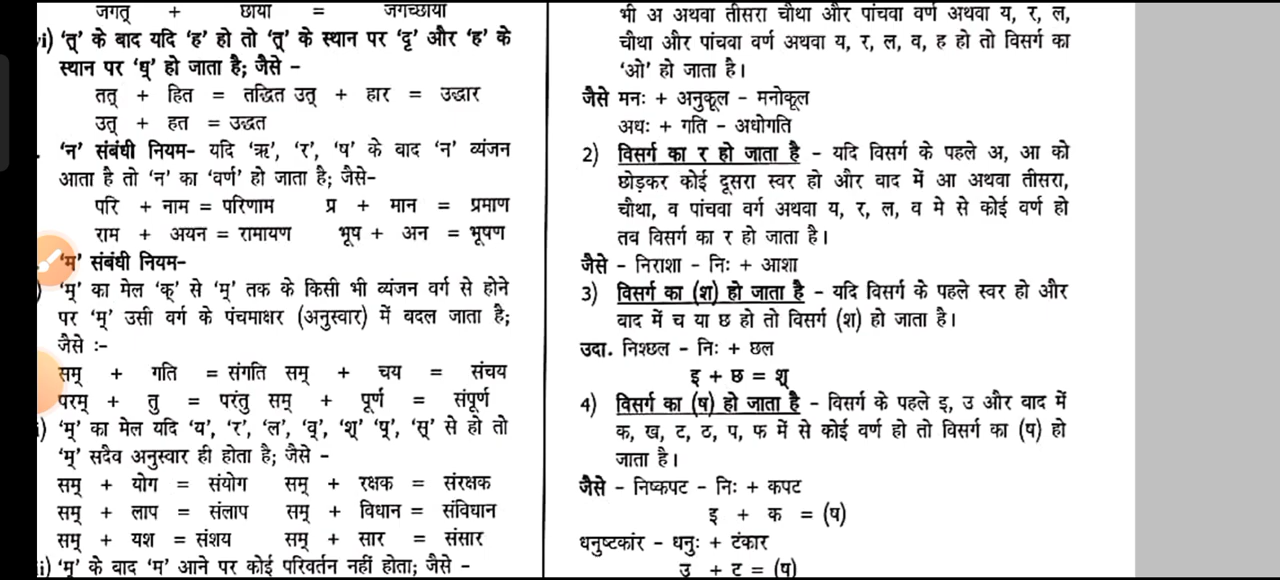 जगत् + छाया = जगच्छाया
vi) ‘त्’ के बाद यदि ‘ह’ हो तो ‘त्’ के स्थान पर ‘द्’ और ‘ह’ के
स्थान पर ‘ध्’ हो जाता है; जैसे –
तत् + हित = तद्धित उत् + हार = उद्धार
उत् + हत = उद्धत
‘न’ संबंधी नियम- यदि ‘ऋ’, ‘र’, ‘ष’ के बाद ‘न’ व्यंजन
आता है तो ‘न’ का ‘वर्ण’ हो जाता है; जैसे–
परि + नाम = परिणाम प्र + मान = प्रमाण
राम + अयन = रामायण भूष + अन = भूषण
‘म’ संबंधी नियम–
‘म्’ का मेल ‘क्’ से ‘म्’ तक के किसी भी व्यंजन वर्ग से होने
पर ‘म्’ उसी वर्ग के पंचमाक्षर (अनुस्वार) में बदल जाता है;
जैसे :–
सम् + गति = संगति सम् + चय = संचय
परम् + तु = परंतु सम् + पूर्ण = संपूर्ण
‘म्’ का मेल यदि ‘य’, ‘र’, ‘ल’, ‘व्’, ‘श्’ ‘ष्’, ‘स्’ से हो तो
‘म्’ सदैव अनुस्वार ही होता है; जैसे –
सम् + योग = संयोग सम् + रक्षक = संरक्षक
सम् + लाप = संलाप सम् + विधान = संविधान
सम् + यश = संशय सम् + सार = संसार
i) ‘म्’ के बाद ‘म’ आने पर कोई परिवर्तन नहीं होता; जैसे –
भी अ अथवा तीसरा चौथा और पांचवा वर्ण अथवा य, र, ल,
चौथा और पांचवा वर्ण अथवा य, र, ल, व, ह हो तो विसर्ग का
‘ओ’ हो जाता है।
जैसे मनः + अनुकूल – मनोकूल
अधः + गति – अधोगति
2) विसर्ग का र हो जाता है – यदि विसर्ग के पहले अ, आ को
छोड़कर कोई दूसरा स्वर हो और वाद में आ अथवा तीसरा,
चौथा, व पांचवा वर्ग अथवा य, र, ल, व मे से कोई वर्ण हो
तव विसर्ग का र हो जाता है।
जैसे – निराशा – निः + आशा
3) विसर्ग का (श) हो जाता है – यदि विसर्ग के पहले स्वर हो और
वाद में च या छ हो तो विसर्ग (श) हो जाता है।
उदा. निश्छल – निः + छल
इ + छ = श्
4) विसर्ग का (ष) हो जाता है – विसर्ग के पहले इ, उ और वाद में
क, ख, ट, ठ, प, फ में से कोई वर्ण हो तो विसर्ग का (ष) हो
जाता है।
जैसे – निष्कपट – निः + कपट
इ + क = (ष)
धनुष्टकांर – धनुः + टंकार
उ + ट = (ष)